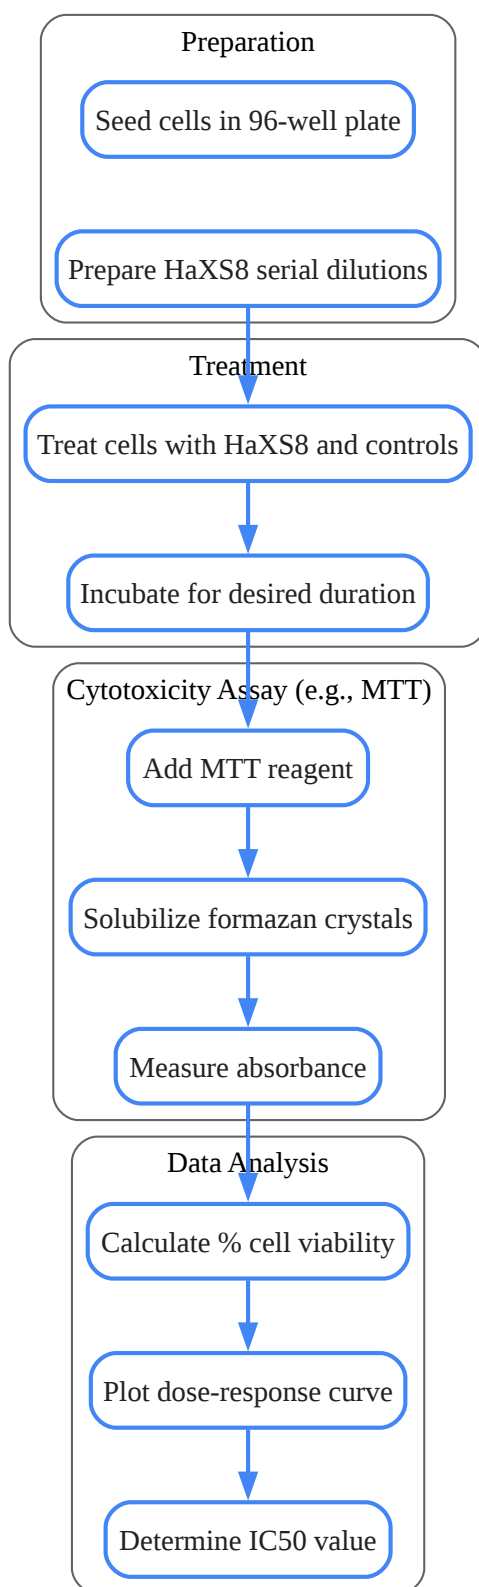 Preparation
Seed cells in 96-well plate
Prepare HaXS8 serial dilutions
Treatment
Treat cells with HaXS8 and controls
Incubate for desired duration
Cytotoxicity Assay (e.g., MTT)
Add MTT reagent
Solubilize formazan crystals
Measure absorbance
Data Analysis
Calculate % cell viability
Plot dose-response curve
Determine IC50 value